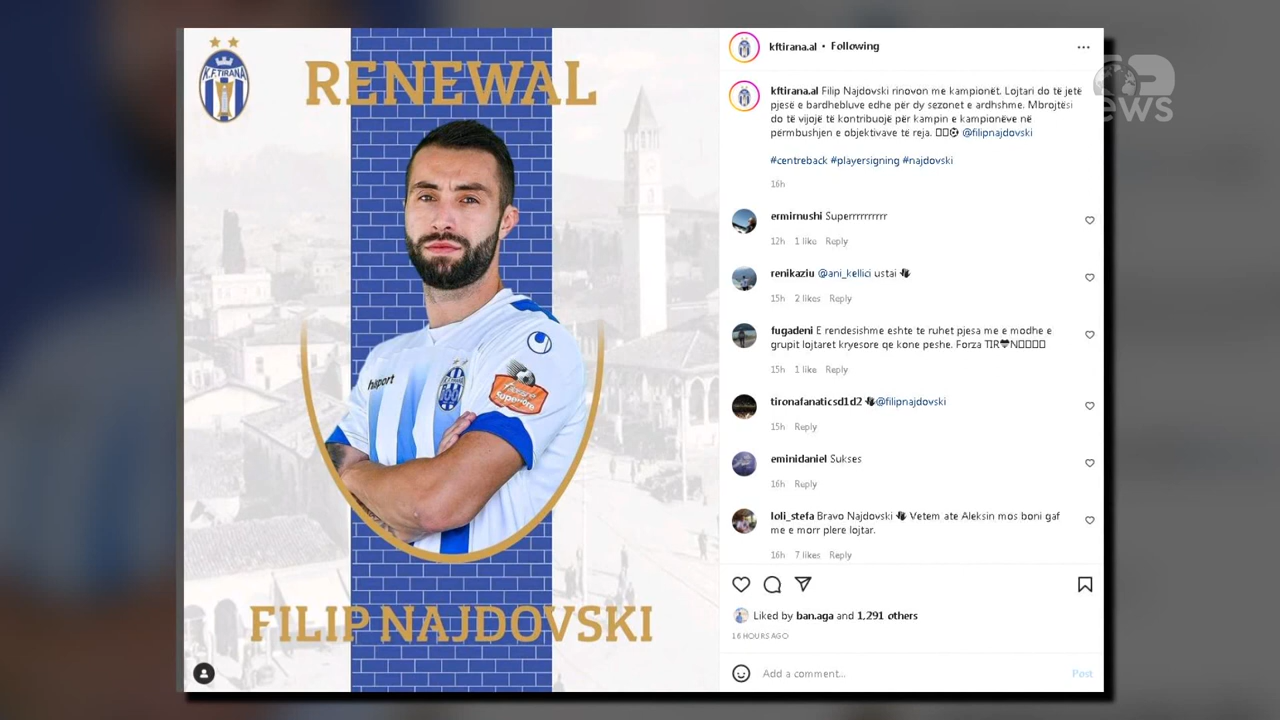 K.F.TIRANA
RENEWAL
hlsport
100
superiore
FILIP NAJDOVSKI
kftirana.al • Following
news
kftirana.al Filip Najdovski rinovon me kampionët. Lojtari do të jetë
pjesë e bardhebluve edhe për dy sezonet e ardhshme. Mbrojtësi
do të vijojë të kontribuojë për kampin e kampionëve në
përmbushjen e objektivave të reja. @filipnajdovski
#centreback #playersigning #najdovski
16h
ermirnushi Superrrrrrrrrr
12h 1 like Reply
renikaziu @ani_kellici ustai
15h 2 likes Reply
fugadeni E rendesishme eshte te ruhet pjesa me e modhe e
grupit lojtaret kryesore qe kone peshe. Forza TIR🖤N
15h 1 like Reply
tironafanaticsd1d2 @filipnajdovski
15h Reply
eminidaniel Sukses
16h Reply
loli_stefa Bravo Najdovski Vetem ate Aleksin mos boni gaf
me e morr plere lojtar.
16h 7 likes Reply
Liked by ban.aga and 1,291 others
16 HOURS AGO
Add a comment...
Post